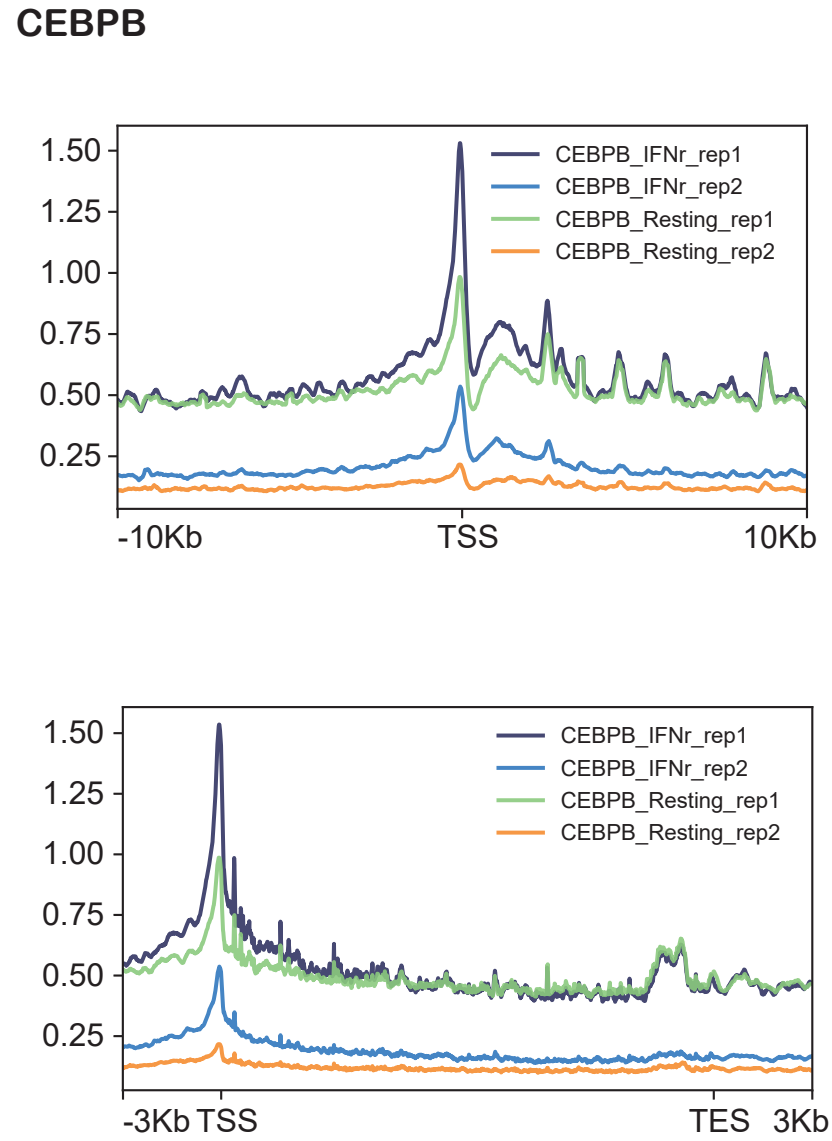 CEBPB
1.50
1.25
1.00
0.75
0.50
0.25
CEBPB_IFNr_rep1
CEBPB_IFNr_rep2
CEBPB_Resting_rep1
CEBPB_Resting_rep2
-10Kb TSS 10Kb
1.50
1.25
1.00
0.75
0.50
0.25
CEBPB_IFNr_rep1
CEBPB_IFNr_rep2
CEBPB_Resting_rep1
CEBPB_Resting_rep2
-3Kb TSS TES 3Kb